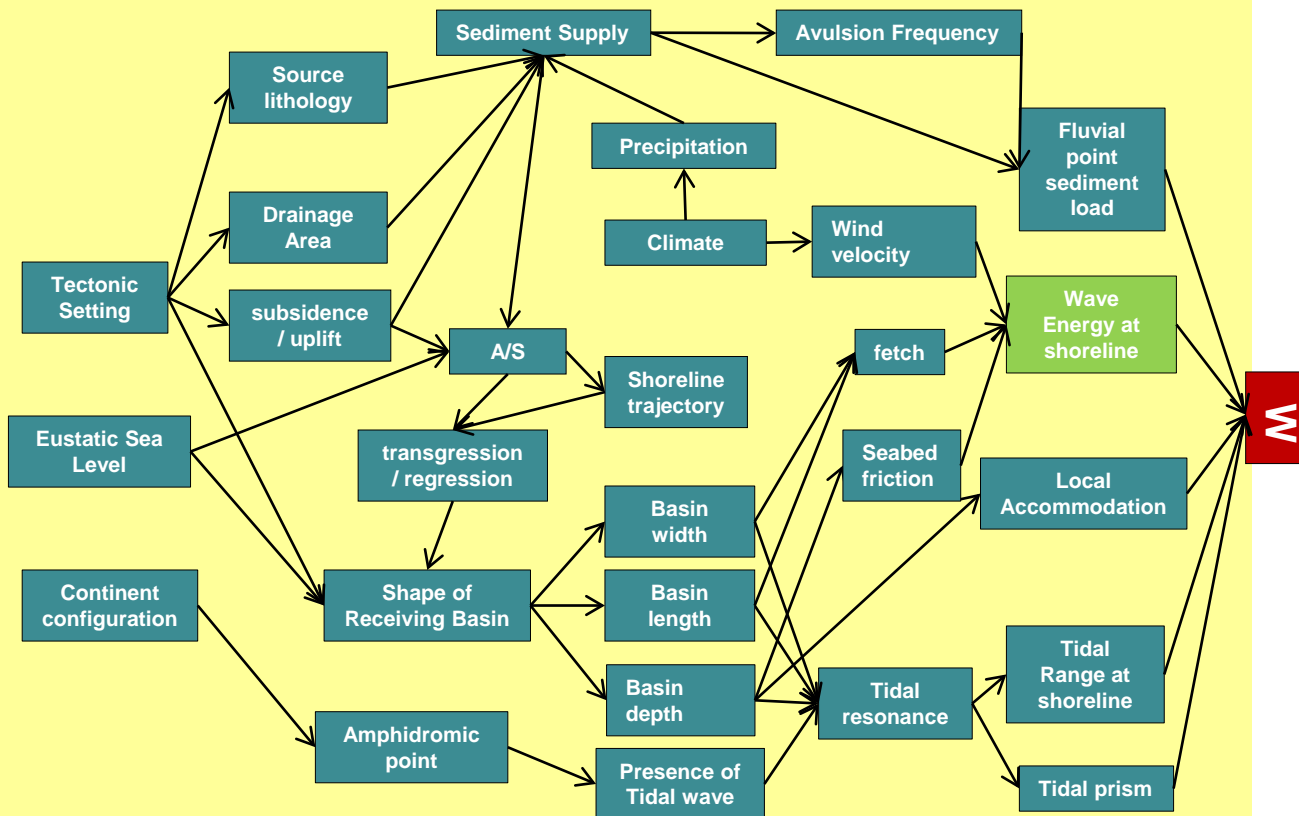 Sediment Supply
Avulsion Frequency
Source
lithology
Fluvial
point
sediment
load
Precipitation
Drainage
Area
Climate
Wind
velocity
Tectonic
Setting
subsidence
/ uplift
Wave
Energy at
shoreline
A/S
fetch
Shoreline
trajectory
W
Eustatic Sea
Level
transgression
/ regression
Seabed
friction
Local
Accommodation
Basin
width
Continent
configuration
Shape of
Receiving Basin
Basin
length
Tidal
Range at
shoreline
Basin
depth
Tidal
resonance
Amphidromic
point
Presence of
Tidal wave
Tidal prism